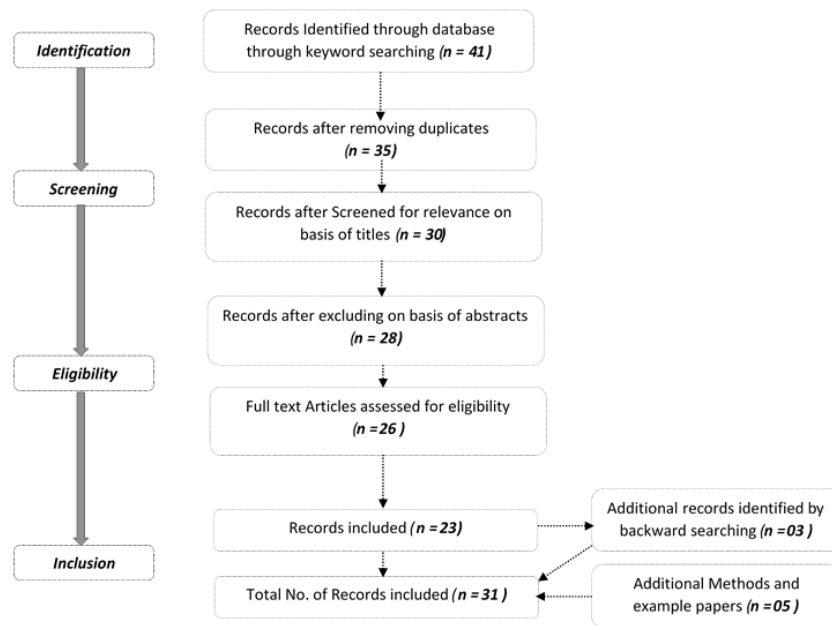 Identification
Records Identified through database
through keyword searching (n = 41)
Records after removing duplicates
(n = 35)
Screening
Records after Screened for relevance on
basis of titles (n = 30)
Records after excluding on basis of abstracts
(n = 28)
Eligibility
Full text Articles assessed for eligibility
(n =26 )
Records included (n =23)
Additional records identified by
backward searching (n =03 )
Inclusion
Total No. of Records included (n = 31 )
Additional Methods and
example papers (n =05 )